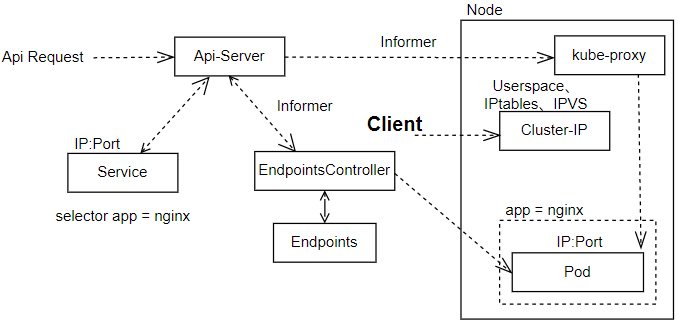 Node
Api Request
Api-Server
Informer
kube-proxy
Userspace、
IPtables、IPVS
Informer
Client
Cluster-IP
IP:Port
Service
EndpointsController
selector app = nginx
app = nginx
Endpoints
IP:Port
Pod